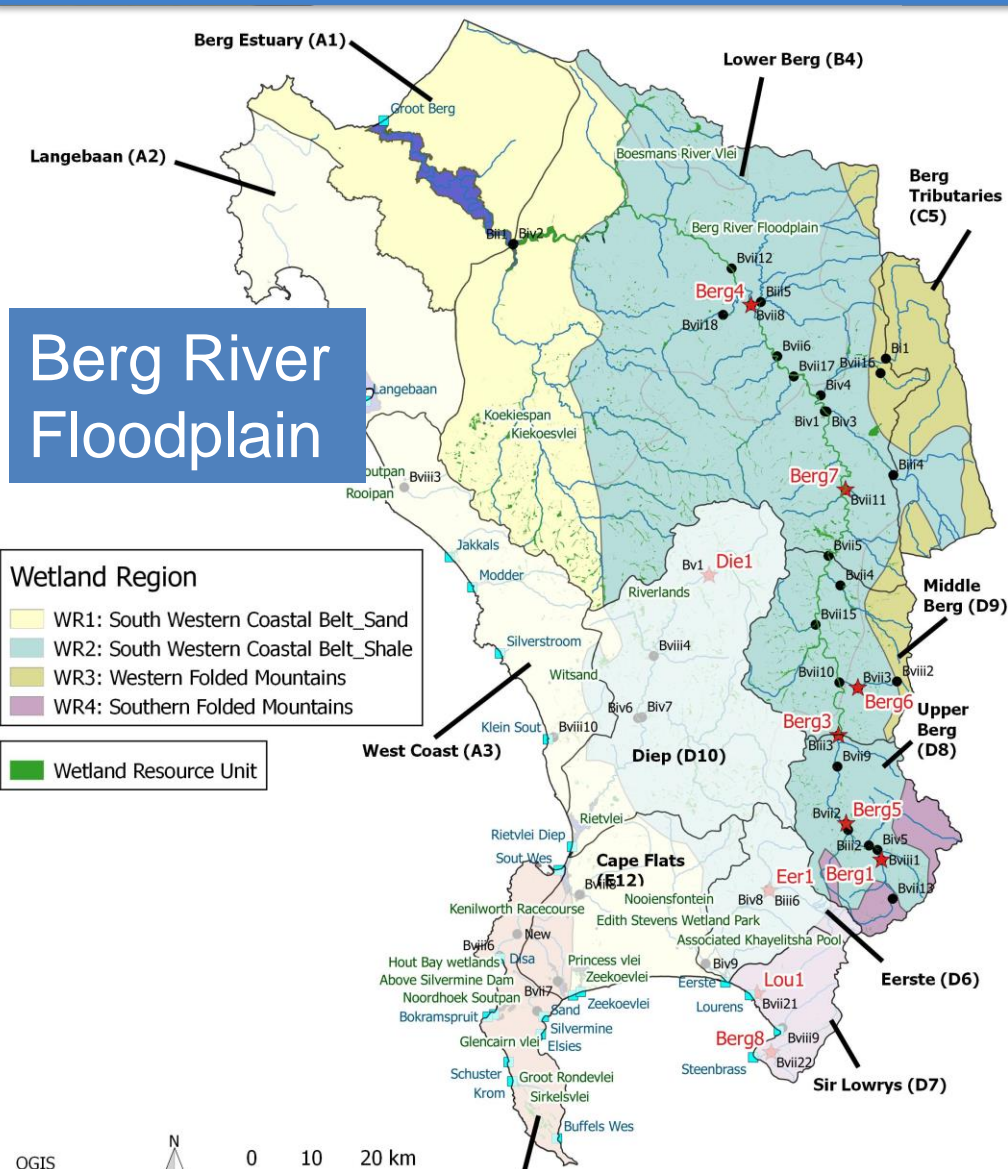 Berg Estuary (A1)
Lower Berg (B4)
Groot Berg
Langebaan (A2)
Boesmans River Vlei
Berg
Tributaries
(C5)
Berg River Floodplain
Bii1
Biv2
Bvii12
Berg4
Biii5
Bvii8
Bvii18
Berg River
Floodplain
Bvii6
Bi1
Bvii16
Bvii17
Langebaan
Biv4
Koekiespan
Biv1
Biv3
Kiekoesvlei
outpan
Rooipan
Bviii3
Berg7
Biii4
Bvii11
Jakkals
Bvii5
Wetland Region
Bv1
Die1
Modder
Bvii4
Middle
Berg (D9)
WR1: South Western Coastal Belt_Sand
Riverlands
WR2: South Western Coastal Belt_Shale
Silverstroom
Bvii15
WR3: Western Folded Mountains
Bviii4
WR4: Southern Folded Mountains
Witsand
Bvii10
Bvii3
Bviii2
Berg6
Biv6
Biv7
Upper
Berg
(D8)
Klein Sout
Bviii10
Berg3
West Coast (A3)
Biii3
Diep (D10)
Wetland Resource Unit
Bvii9
Rietvlei
Bvii2
Berg5
Rietvlei Diep
Biii2
Biv5
Sout Wes
Cape Flats
(E12)
Bviii1
Berg1
Eer1
Bviii8
Nooiensfontein
Biv8
Biii6
Bvii13
Kenilworth Racecourse
Edith Stevens Wetland Park
New
Associated Khayelitsha Pool
Bviii6
Disa
Hout Bay wetlands
Princess vlei
Biv9
Above Silvermine Dam
Zeekoevlei
Eerste
Lou1
Eerste (D6)
Bvii7
Noordhoek Soutpan
Zeekoevlei
Lourens
Bvii21
Bokramspruit
Sand
Silvermine
Glencairn vlei
Elsies
Berg8
Bviii9
Steenbrass
Bvii22
Schuster
Groot Rondevlei
Sir Lowrys (D7)
Krom
Sirkelsvlei
Buffels Wes
N
QGIS
0 10 20 km